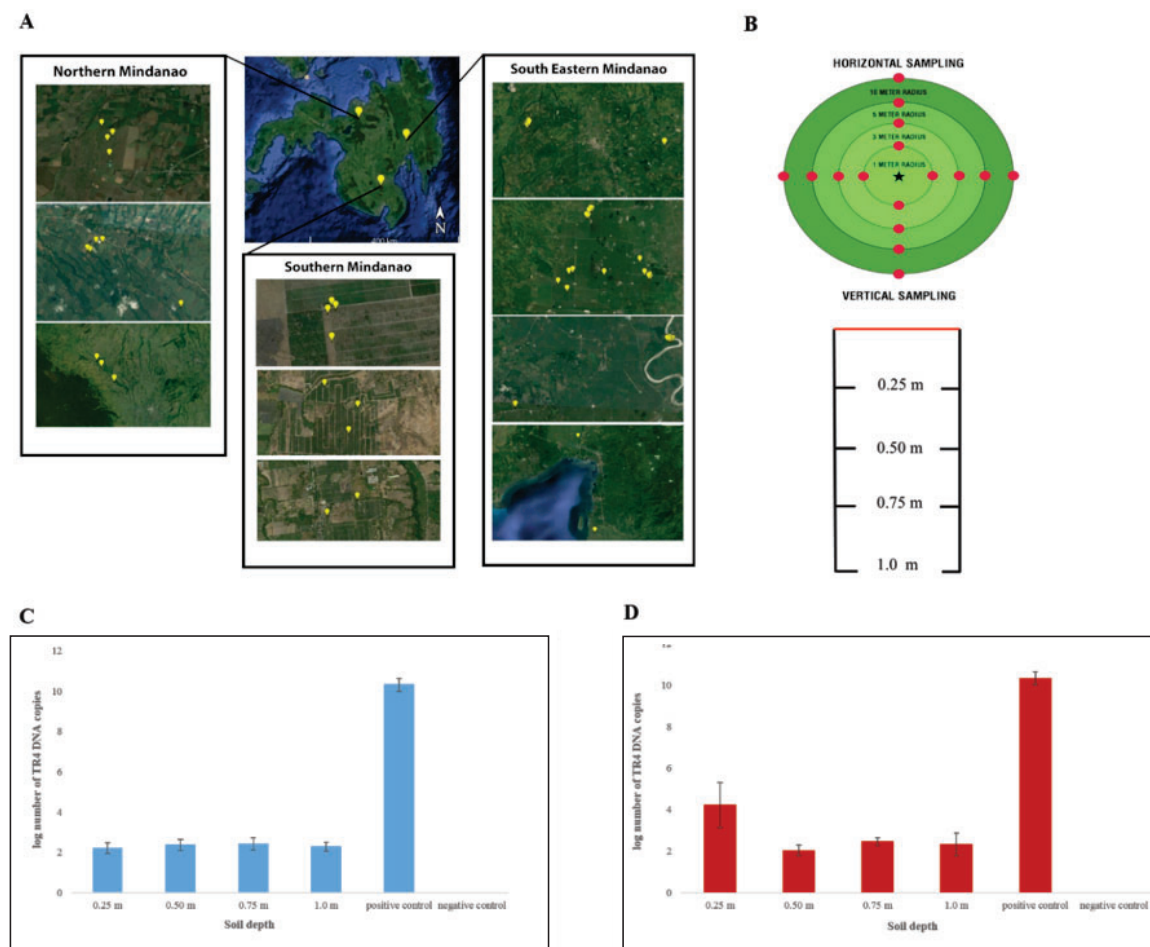 A
Northern Mindanao
South Eastern Mindanao
N
Southern Mindanao
B
HORIZONTAL SAMPLING
10 METER RADIUS
5 METER RADIUS
3 METER RADIUS
1 METER RADIUS
VERTICAL SAMPLING
0.25 m
0.50 m
0.75 m
1.0 m
C
log number of TR4 DNA copies
12
10
8
6
4
2
0
0.25 m 0.50 m 0.75 m 1.0 m positive control negative control
Soil depth
D
log number of TR4 DNA copies
10
8
6
4
2
0
0.25 m 0.50 m 0.75 m 1.0 m positive control negative control
Soil depth